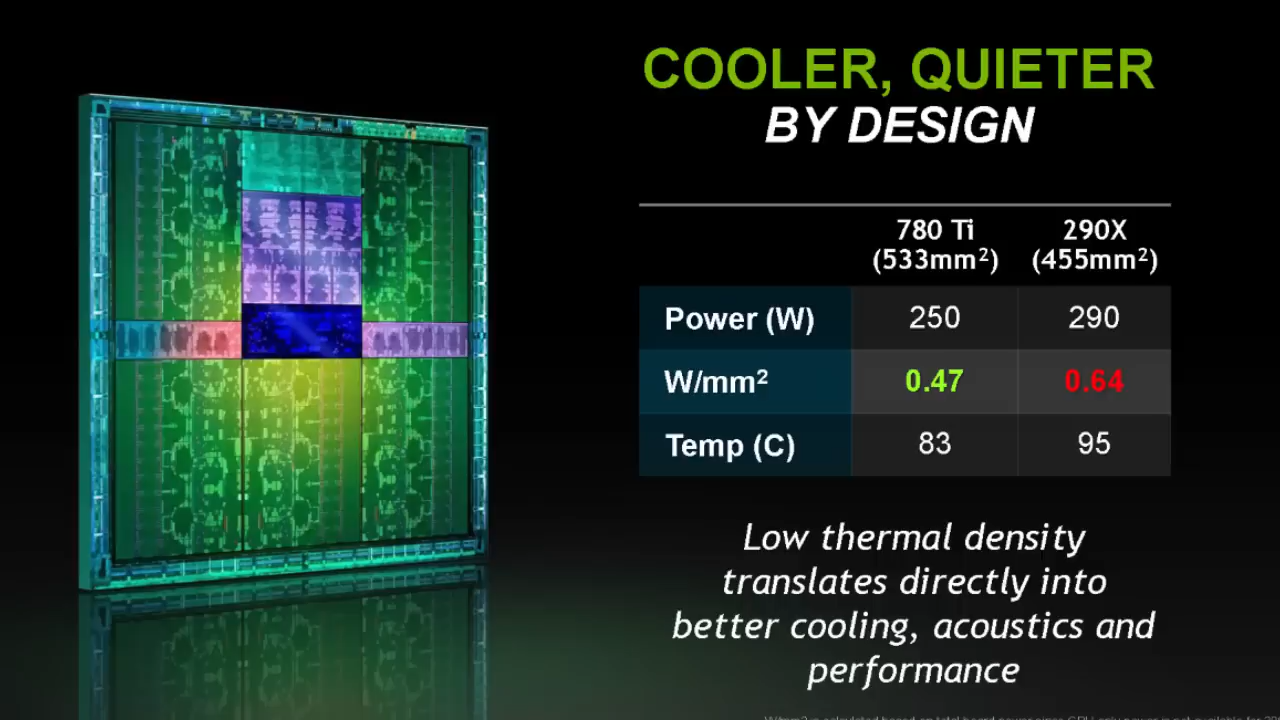 COOLER, QUIETER
BY DESIGN
780 Ti 290X
(533mm²) (455mm²)
Power (W) 250 290
W/mm² 0.47 0.64
Temp (C) 83 95
Low thermal density
translates directly into
better cooling, acoustics and
performance